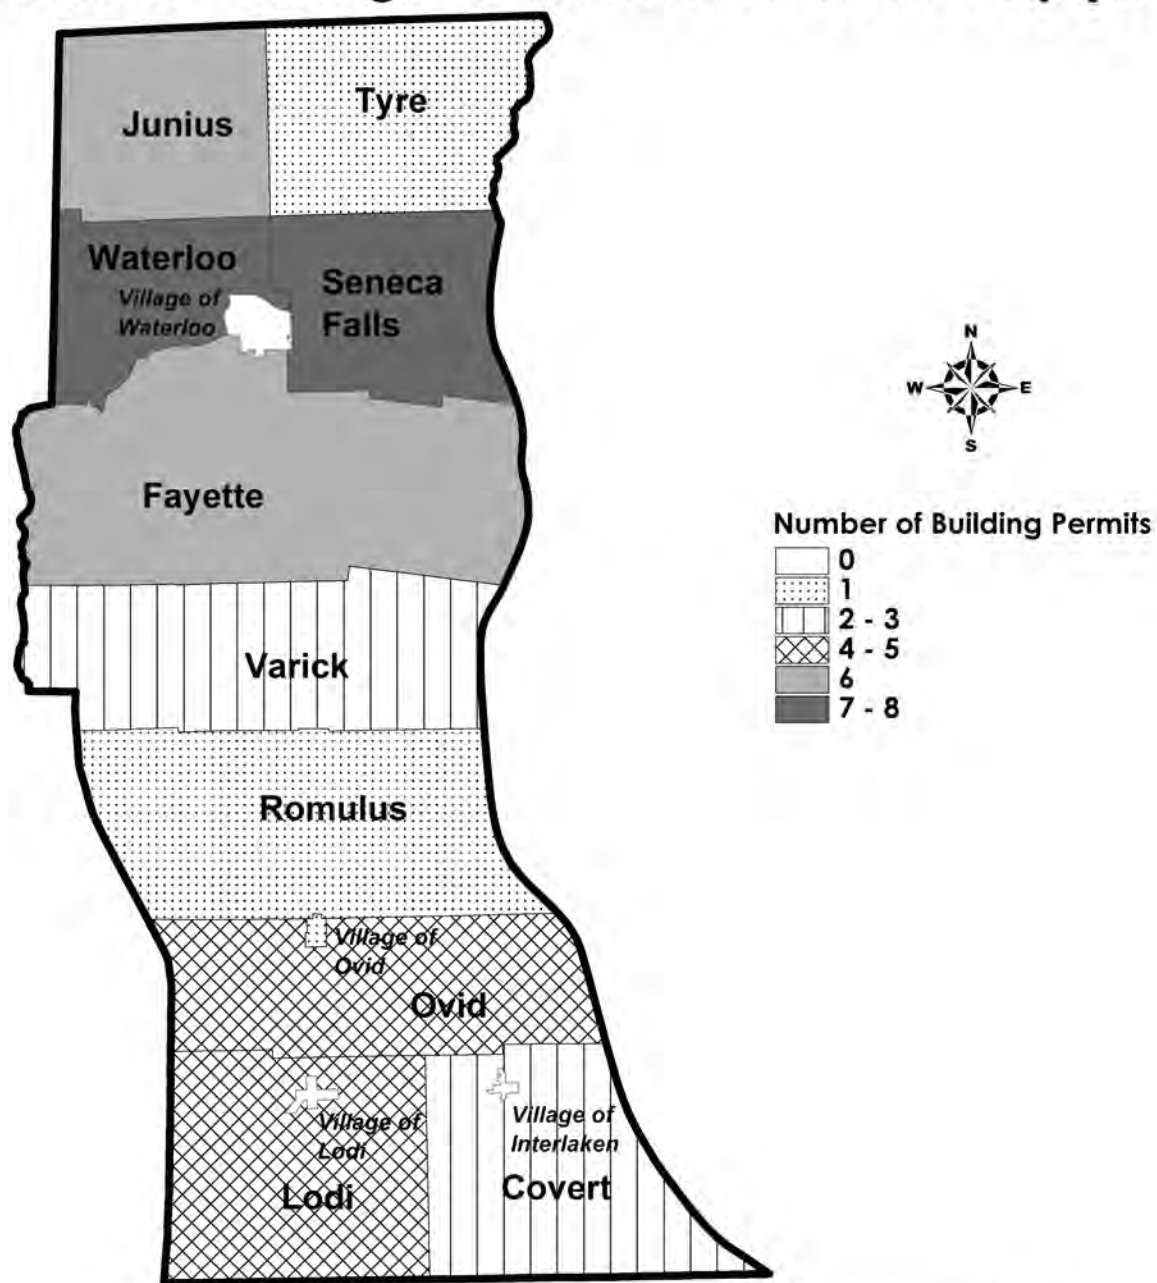 Junius
Tyre
Waterloo
Village of
Waterloo
Seneca
Falls
Fayette
Varick
Romulus
Village of
Ovid
Ovid
Village of
Lodi
Lodi
Village of
Interlaken
Covert
N
W
E
S
Number of Building Permits
0
1
2 - 3
4 - 5
6
7 - 8